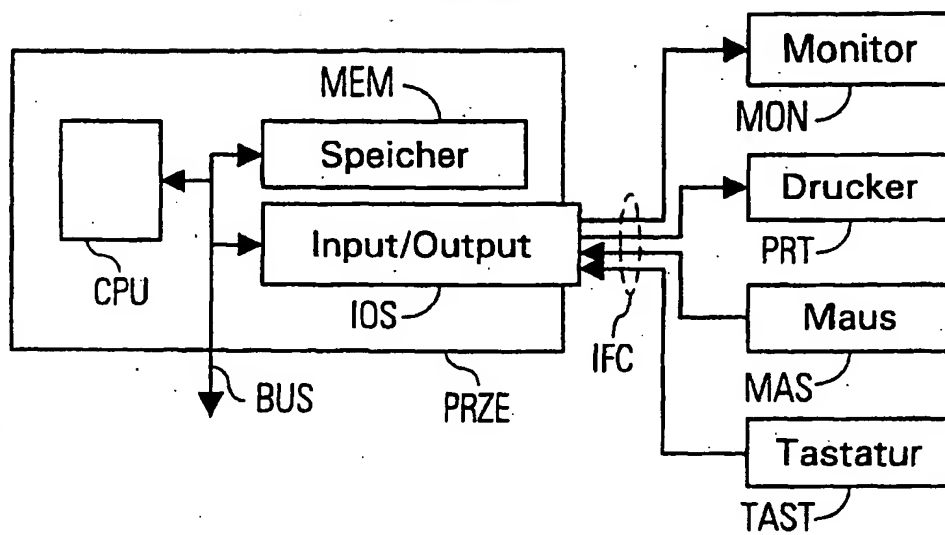 Monitor
MON
MEM
Speicher
Drucker
PRT
Input/Output
CPU
IOS
Maus
MAS
IFC
BUS
PRZE
Tastatur
TAST